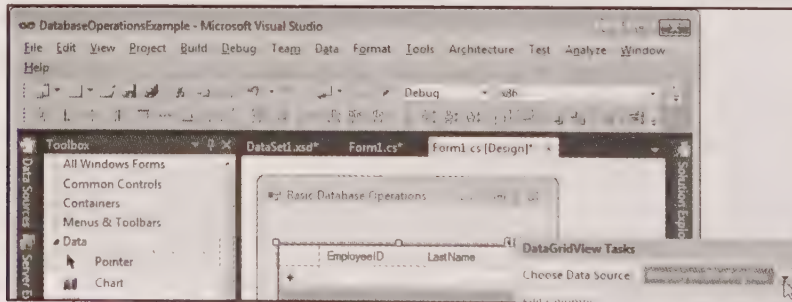 DatabaseOperationsExample - Microsoft Visual Studio
File Edit View Project Build Debug Team Data Format Tools Architecture Test Analyze Window
Help
Debug x86
Toolbox
DataSet1.xsd* Form1.cs* Form1.cs [Design]*
All Windows Forms
Common Controls
Containers
Menus & Toolbars
Data
Pointer
Chart
Data Sources
Server E
Solution Explo
Basic Database Operations
EmployeeID LastName
DataGridView Tasks
Choose Data Source